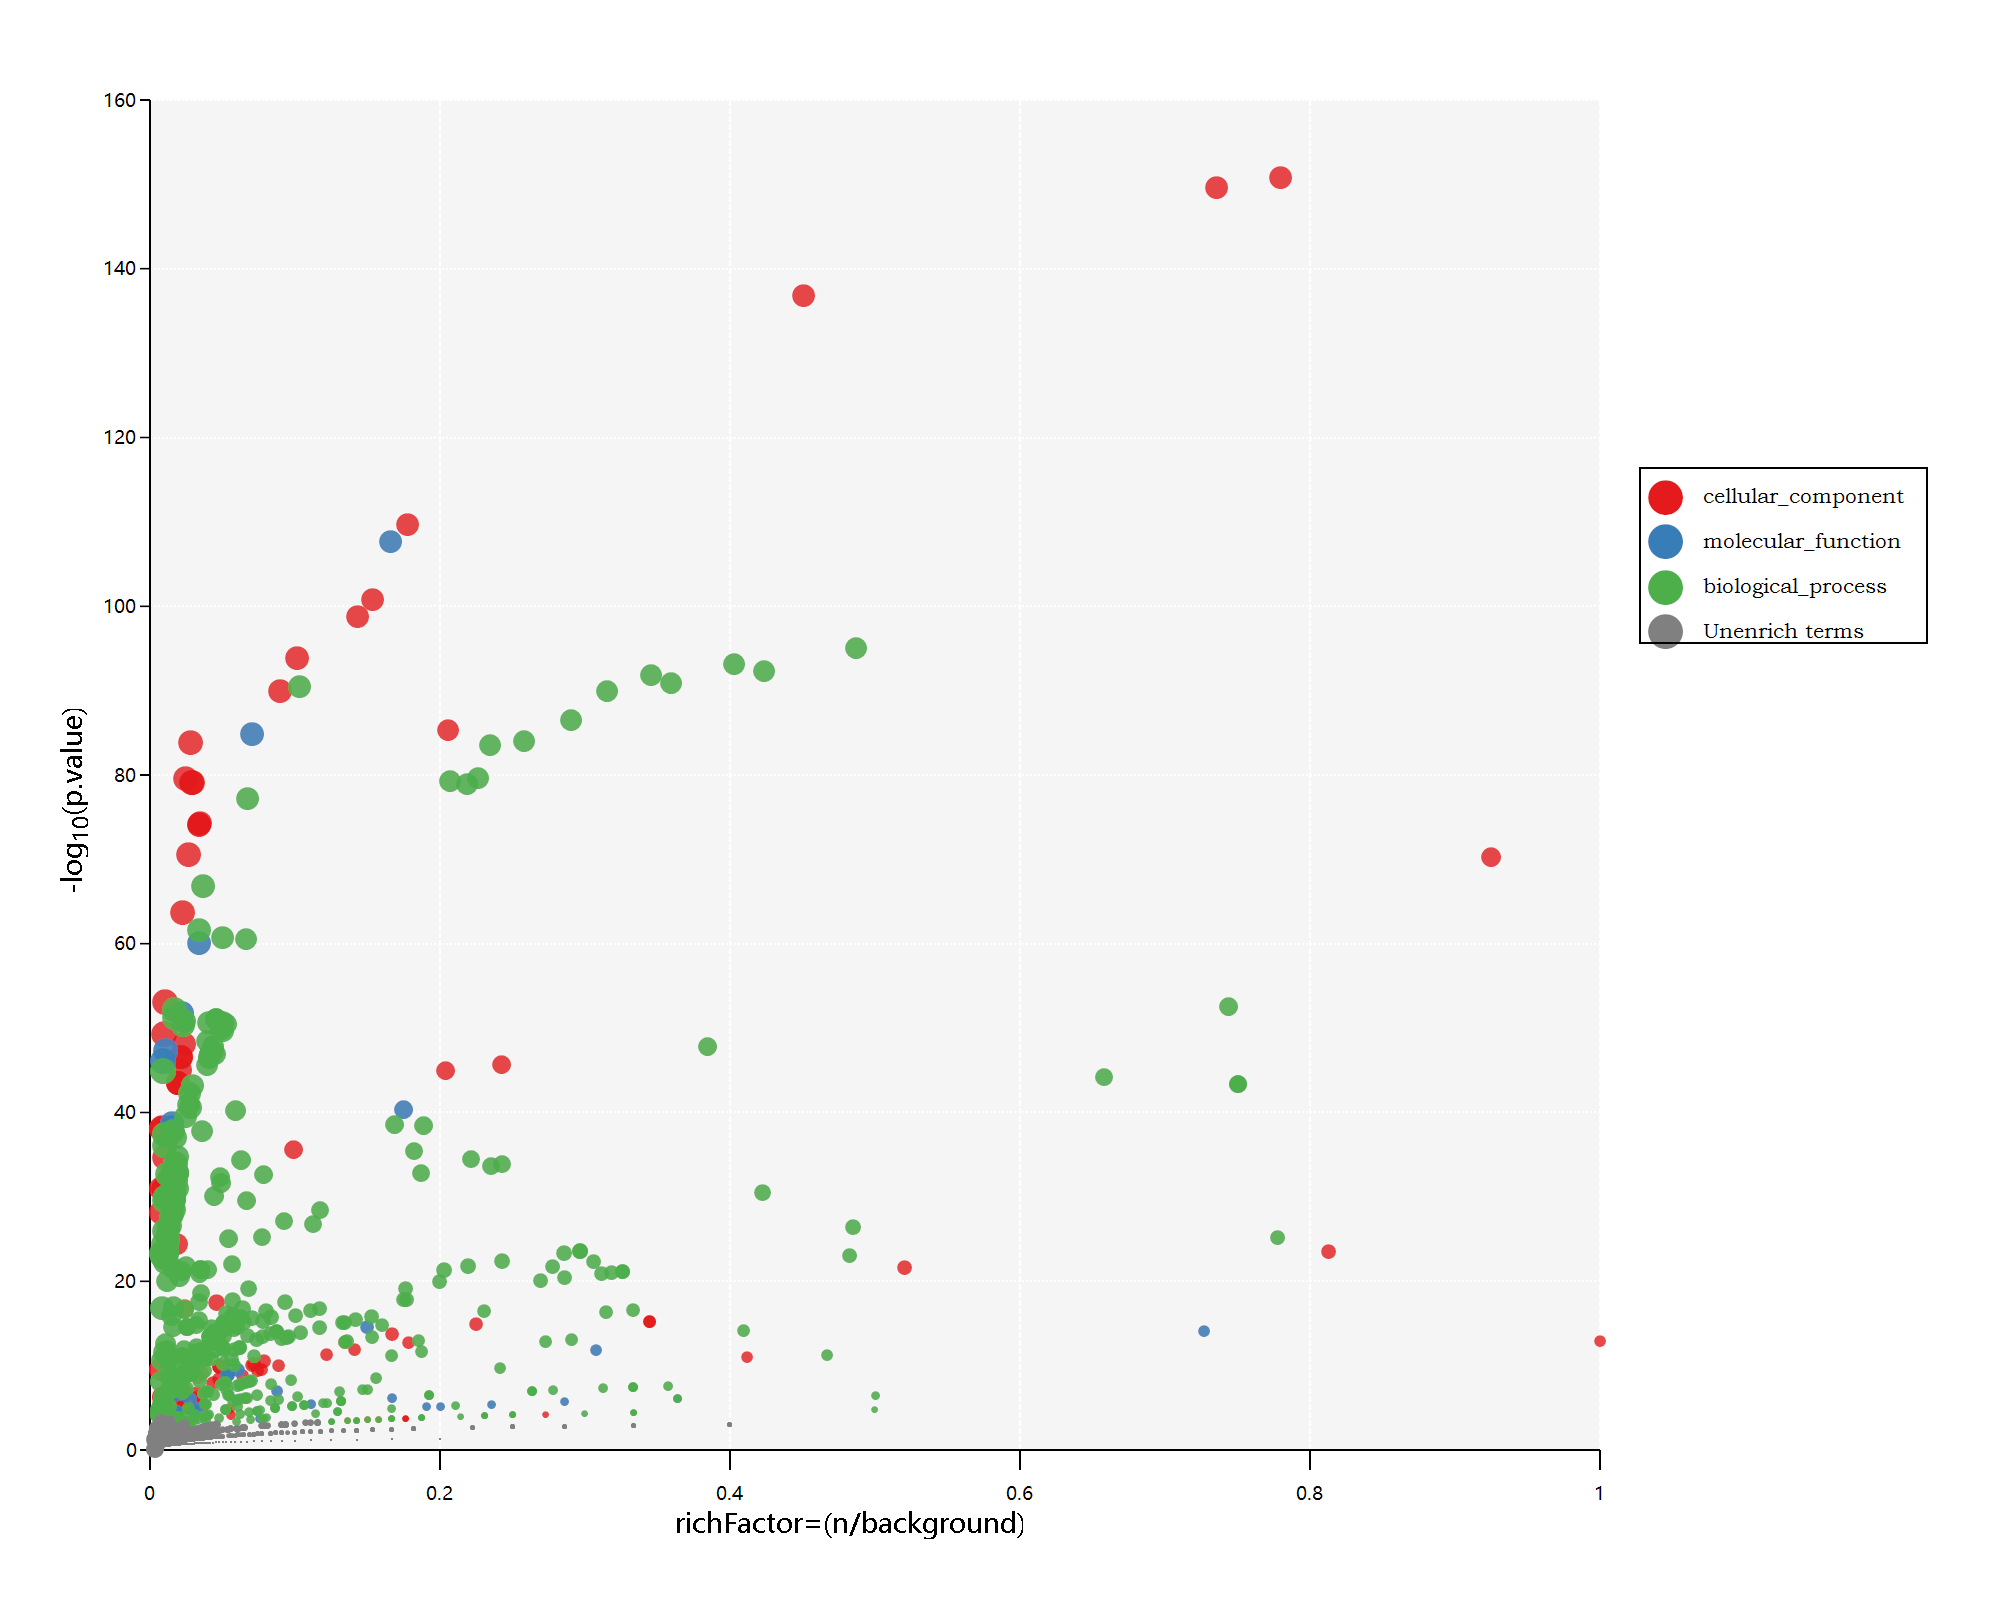 160
140
120
100
80
60
40
20
0
-log10(p.value)
0 0.2 0.4 0.6 0.8 1
richFactor=(n/background)
cellular_component
molecular_function
biological_process
Unenrich terms